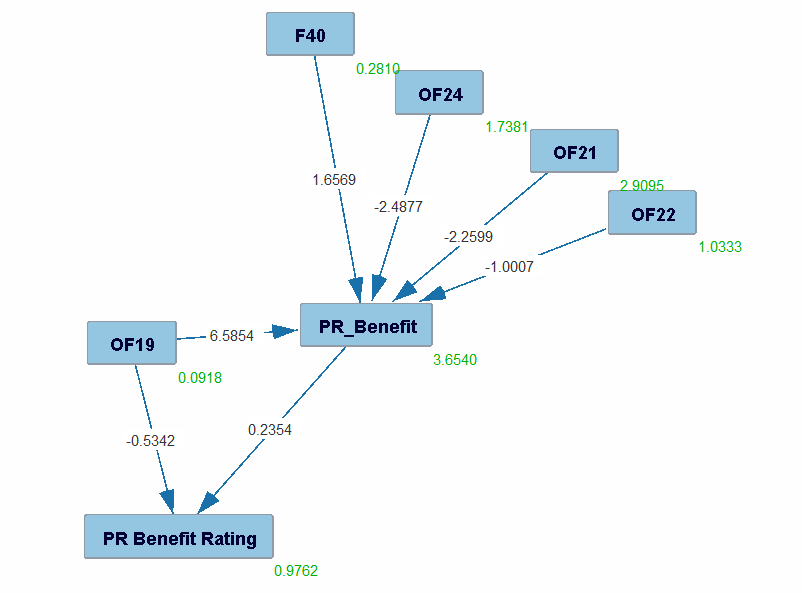 F40
0.2810
OF24
1.7381
OF21
2.9095
OF22
1.0333
1.6569
-2.4877
-2.2599
-1.0007
PR_Benefit
3.6540
OF19
0.0918
6.5854
-0.5342
0.2354
PR Benefit Rating
0.9762